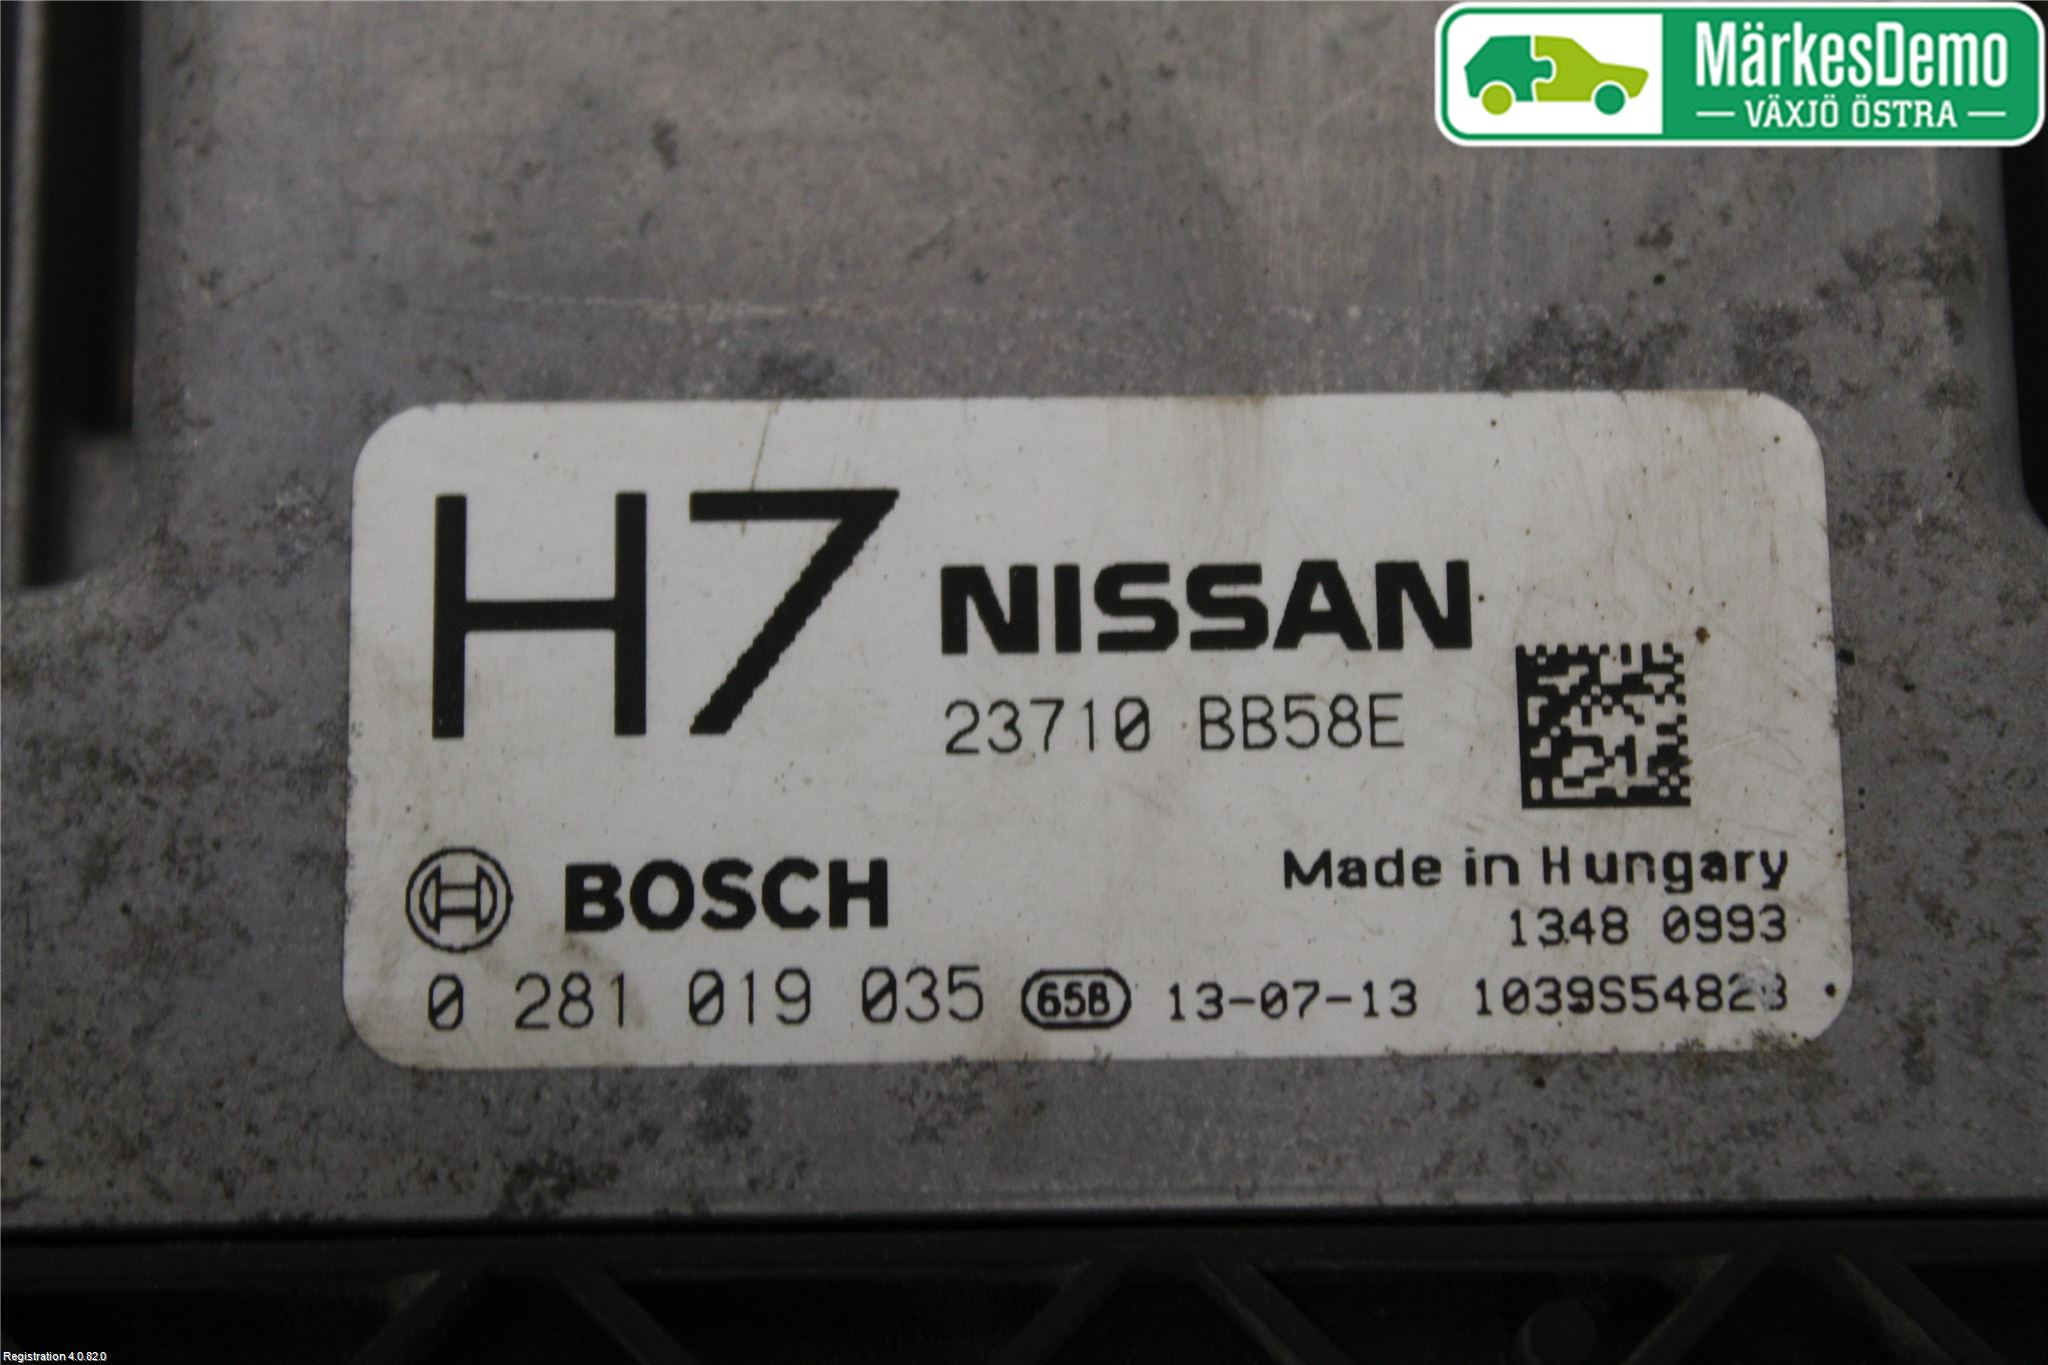 MärkesDemo
VÄXJÖ ÖSTRA
H7
NISSAN
23710 BB58E
BOSCH
Made in Hungary
1348 0993
0 281 019 035 65B 13-07-13
Registration 4.0.82.0